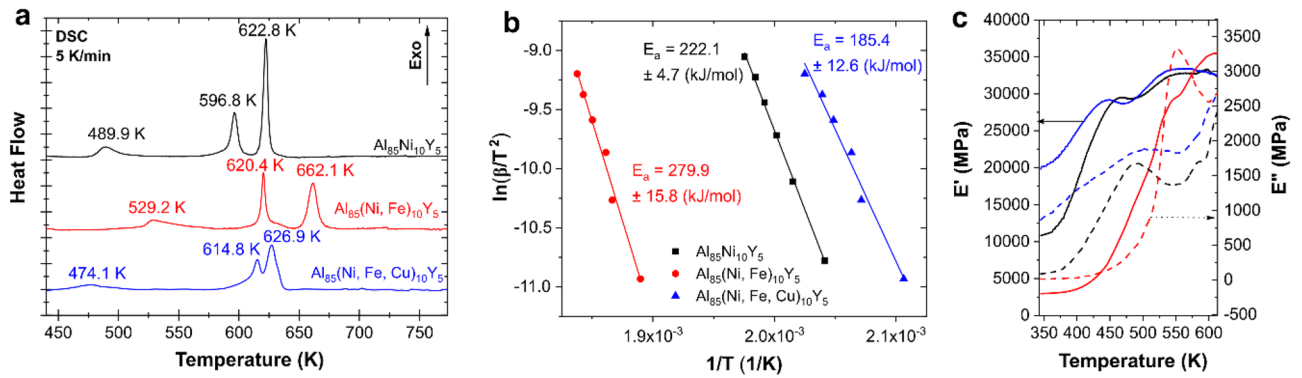 a
DSC
5 K/min
Exo
622.8 K
596.8 K
489.9 K
Al₈₅Ni₁₀Y₅
620.4 K
662.1 K
529.2 K
Al₈₅(Ni, Fe)₁₀Y₅
614.8 K
626.9 K
474.1 K
Al₈₅(Ni, Fe, Cu)₁₀Y₅
Heat Flow
450 500 550 600 650 700 750
Temperature (K)
b
-9.0
-9.5
-10.0
-10.5
-11.0
ln(β/T²)
Eₐ = 222.1
± 4.7 (kJ/mol)
Eₐ = 185.4
± 12.6 (kJ/mol)
Eₐ = 279.9
± 15.8 (kJ/mol)
Al₈₅Ni₁₀Y₅
Al₈₅(Ni, Fe)₁₀Y₅
Al₈₅(Ni, Fe, Cu)₁₀Y₅
1.9×10⁻³ 2.0×10⁻³ 2.1×10⁻³
1/T (1/K)
c
40000
35000
30000
25000
20000
15000
10000
5000
0
E' (MPa)
3500
3000
2500
2000
1500
1000
500
0
-500
E" (MPa)
350 400 450 500 550 600
Temperature (K)